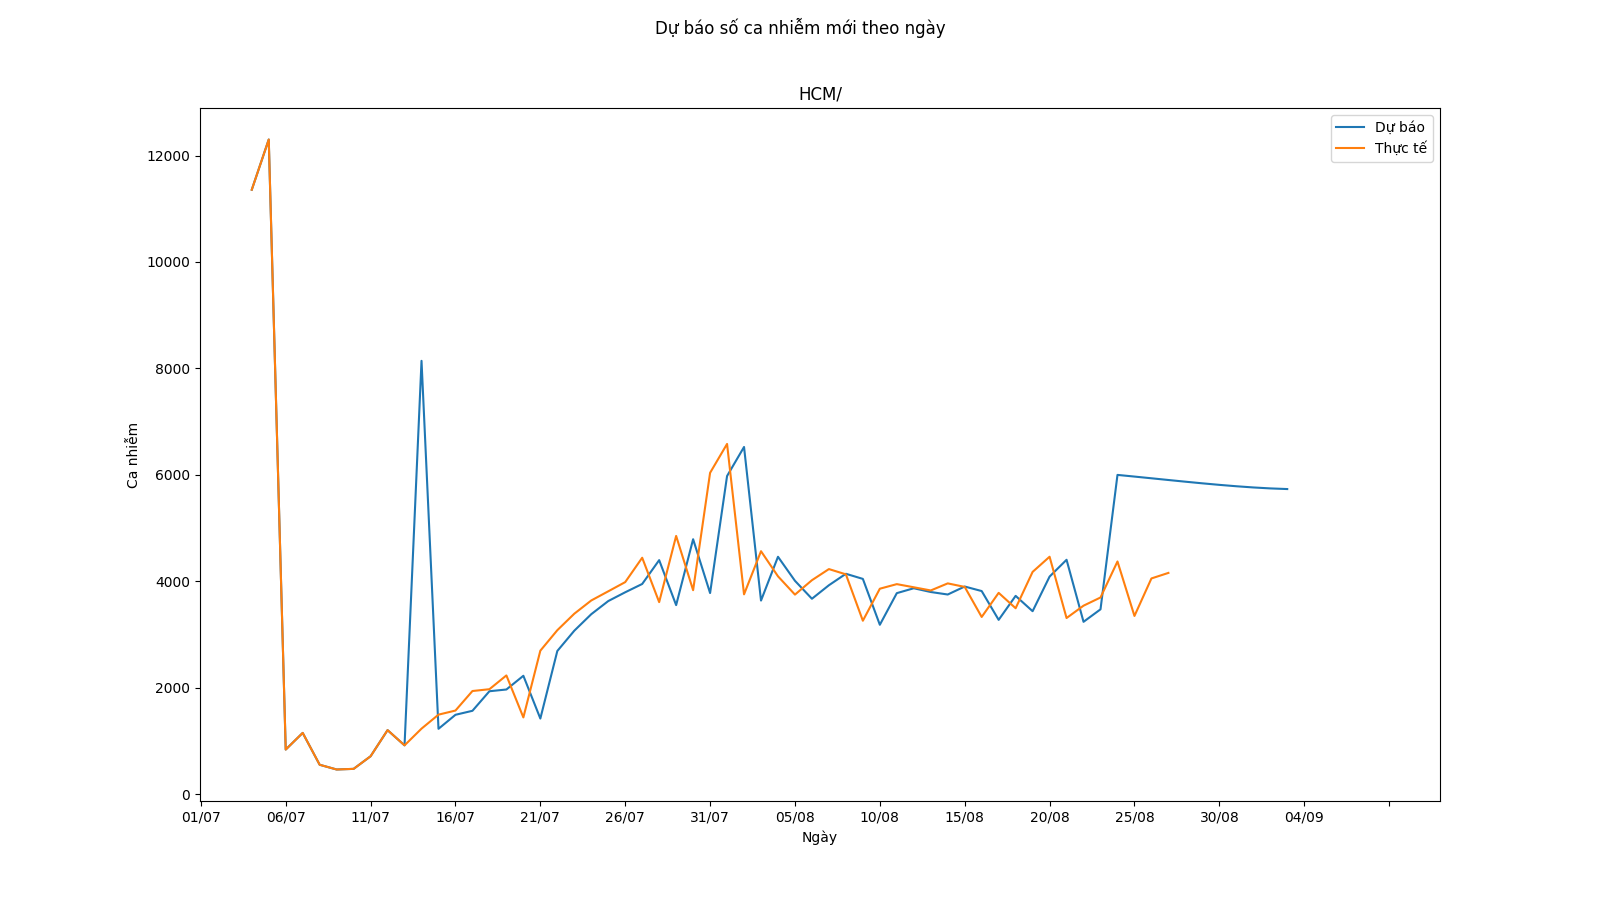 Dự báo số ca nhiễm mới theo ngày
HCM/
Dự báo
Thực tế
12000
10000
8000
6000
4000
2000
0
Ca nhiễm
01/07 06/07 11/07 16/07 21/07 26/07 31/07 05/08 10/08 15/08 20/08 25/08 30/08 04/09
Ngày